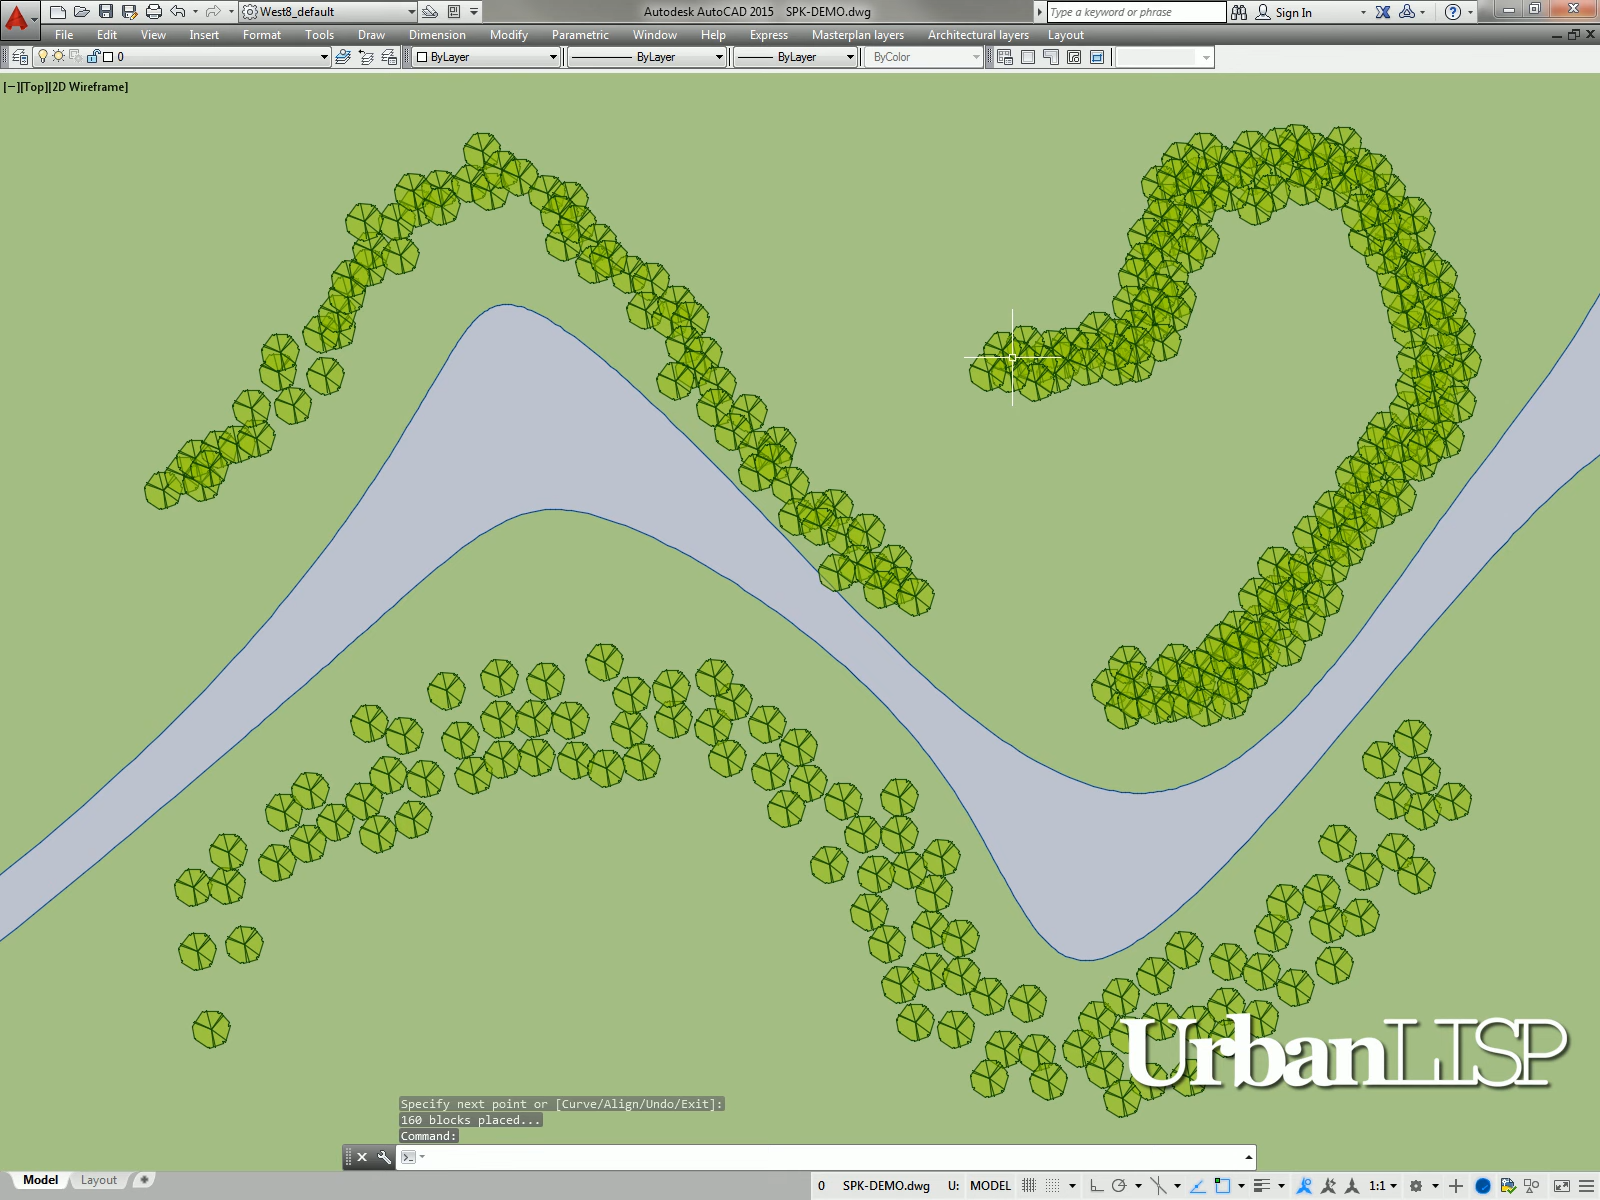 West8_default
Autodesk AutoCAD 2015 SPK-DEMO.dwg
Type a keyword or phrase
Sign In
File Edit View Insert Format Tools Draw Dimension Modify Parametric Window Help Express Masterplan layers Architectural layers Layout
0 ByLayer ByLayer ByLayer ByColor
[−][Top][2D Wireframe]
UrbanLISP
Specify next point or [Curve/Align/Undo/Exit]:
160 blocks placed...
Command:
Model Layout
0 SPK-DEMO.dwg U: MODEL 1:1